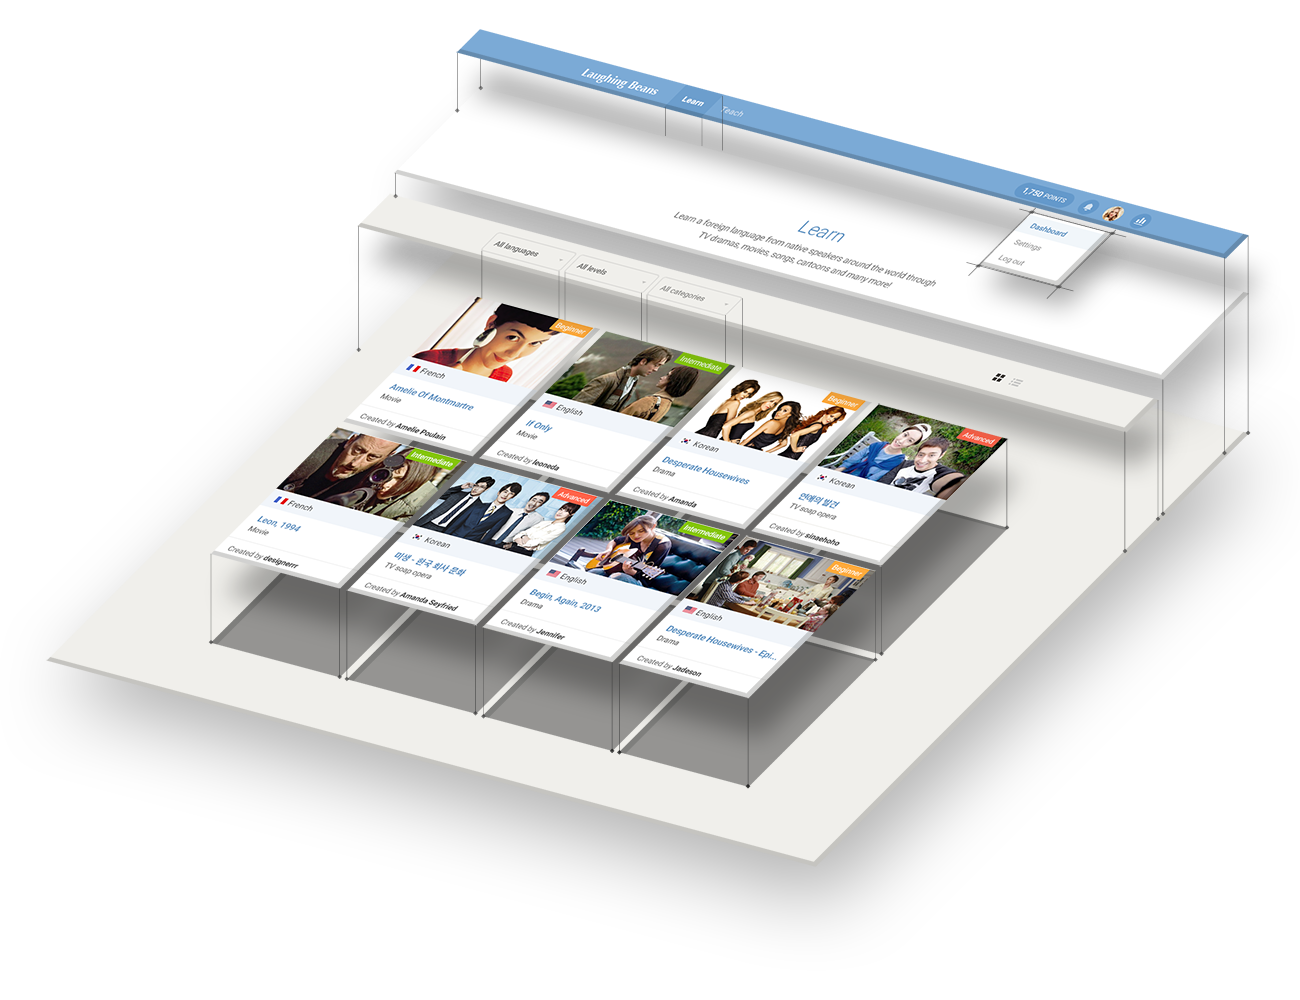 Laughing Beans
Learn
Teach
1,750 POINTS
Dashboard
Settings
Log out
Learn
Learn a foreign language from native speakers around the world through
TV dramas, movies, songs, cartoons and many more!
All languages
All levels
All categories
Beginner
French
Amelie Of Montmartre
Movie
Created by Amelie Poulain
Intermediate
English
If Only
Movie
Created by leoneda
Beginner
Korean
Desperate Housewives
Drama
Created by Amanda
Advanced
Korean
연애의 발견
TV soap opera
Created by sinaehoho
Intermediate
French
Leon, 1994
Movie
Created by designerrr
Advanced
Korean
미생 - 한국 회사 문화
TV soap opera
Created by Amanda Seyfried
Intermediate
English
Begin, Again, 2013
Drama
Created by Jennifer
Beginner
English
Desperate Housewives - Epi...
Drama
Created by Jadeson